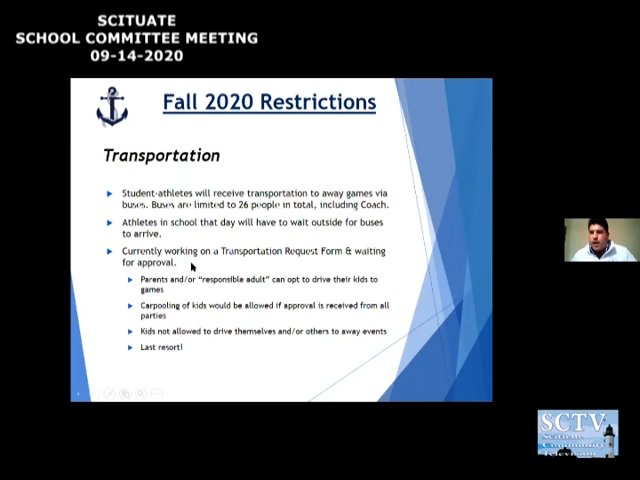 SCITUATE
SCHOOL COMMITTEE MEETING
09-14-2020
Fall 2020 Restrictions
Transportation
Student-athletes will receive transportation to away games via
buses. Buses are limited to 26 people in total, including Coach.
Athletes in school that day will have to wait outside for buses
to arrive.
Currently working on a Transportation Request Form & waiting
for approval.
Parents and/or “responsible adult” can opt to drive their kids to
games
Carpooling of kids would be allowed if approval is received from all
parties
Kids not allowed to drive themselves and/or others to away events
Last resort!
SCTV
Scituate
Community
Television